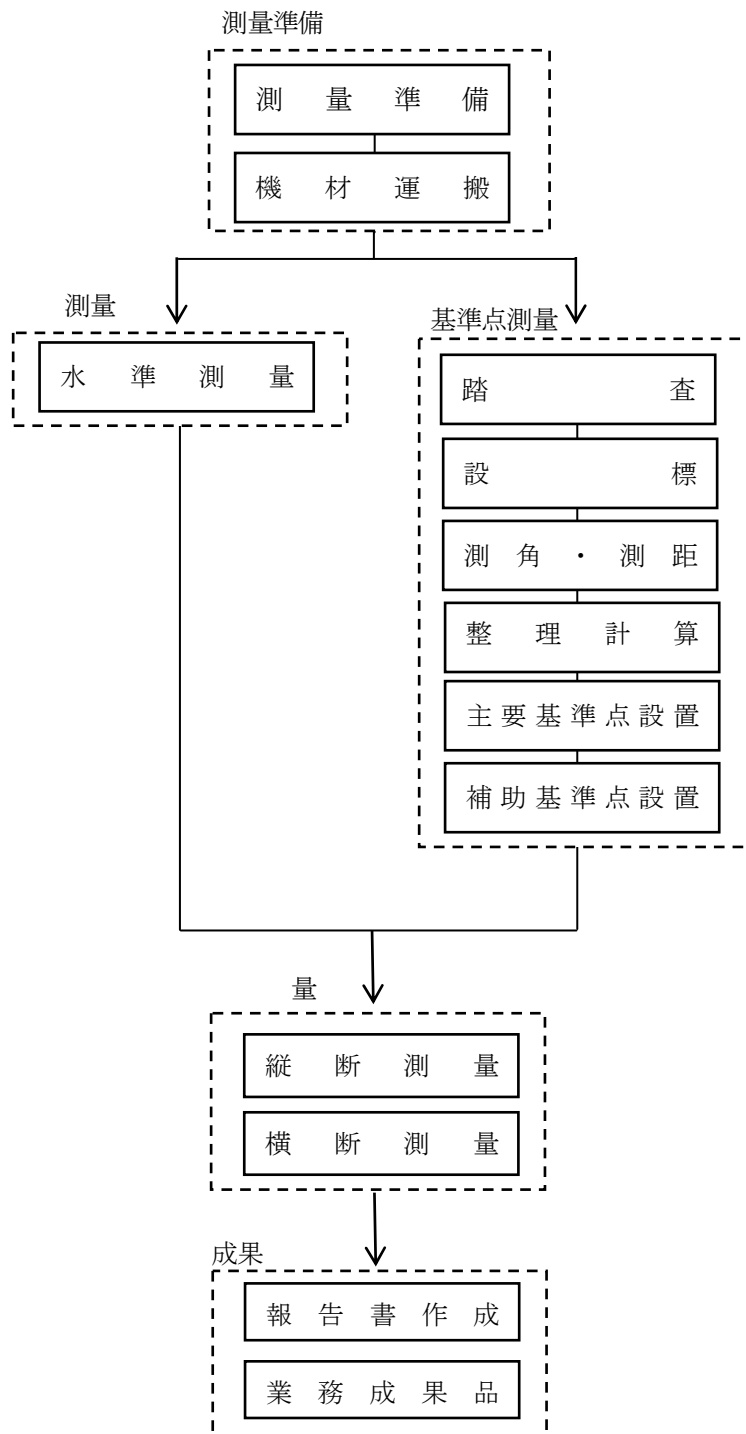 測量準備
測量準備
機材運搬
測量
水準測量
基準点測量
踏査
設標
測角・測距
整理計算
主要基準点設置
補助基準点設置
量
縦断測量
横断測量
成果
報告書作成
業務成果品